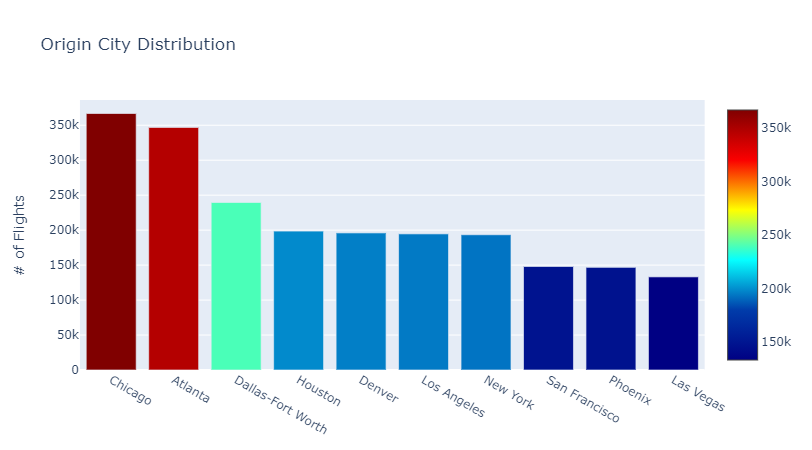 Origin City Distribution
# of Flights
350k
300k
250k
200k
150k
100k
50k
0
Chicago
Atlanta
Dallas-Fort Worth
Houston
Denver
Los Angeles
New York
San Francisco
Phoenix
Las Vegas
350k
300k
250k
200k
150k